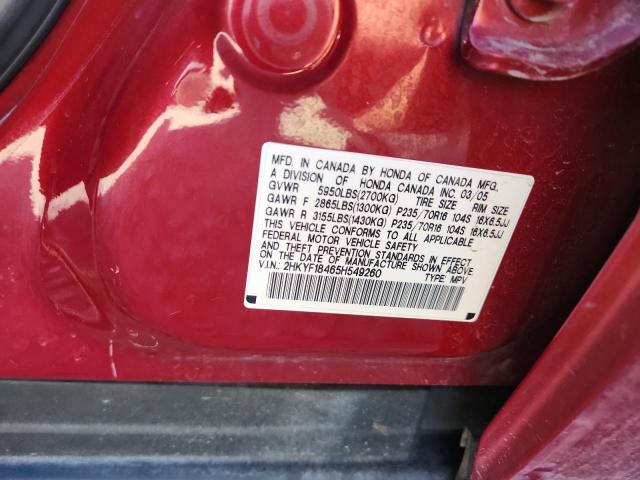 MFD. IN CANADA BY HONDA OF CANADA MFG.
A DIVISION OF HONDA CANADA INC. 03/05
GVWR 5950LBS(2700KG) TIRE SIZE RIM SIZE
GAWR F 2865LBS(1300KG) P235/70R16 104S 16X6.5JJ
GAWR R 3155LBS(1430KG) P235/70R16 104S 16X6.5JJ
THIS VEHICLE CONFORMS TO ALL APPLICABLE
FEDERAL MOTOR VEHICLE SAFETY
AND THEFT PREVENTION STANDARDS IN EFFECT
ON THE DATE OF MANUFACTURE SHOWN ABOVE.
V.I.N.: 2HKYF18465H549260 TYPE: MPV